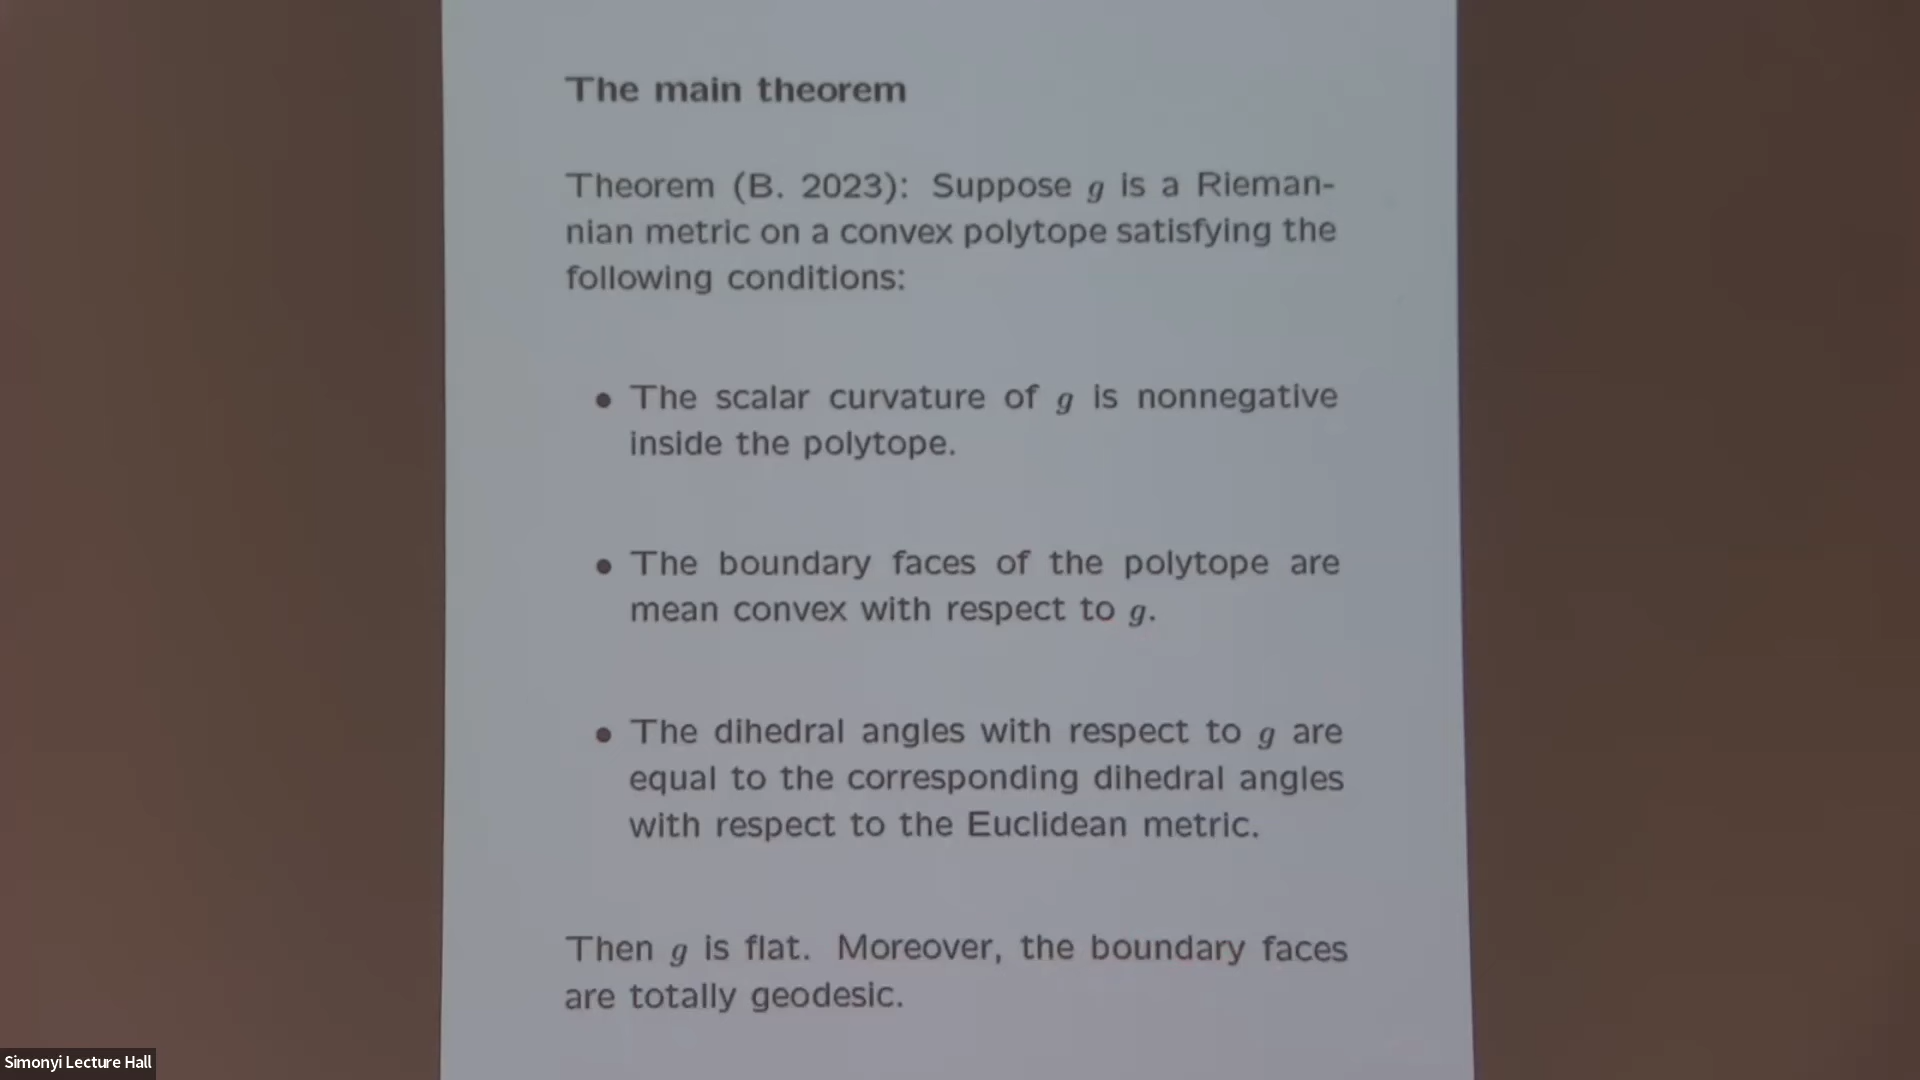 The main theorem
Theorem (B. 2023): Suppose g is a Rieman-
nian metric on a convex polytope satisfying the
following conditions:
• The scalar curvature of g is nonnegative
inside the polytope.
• The boundary faces of the polytope are
mean convex with respect to g.
• The dihedral angles with respect to g are
equal to the corresponding dihedral angles
with respect to the Euclidean metric.
Then g is flat. Moreover, the boundary faces
are totally geodesic.
Simonyi Lecture Hall